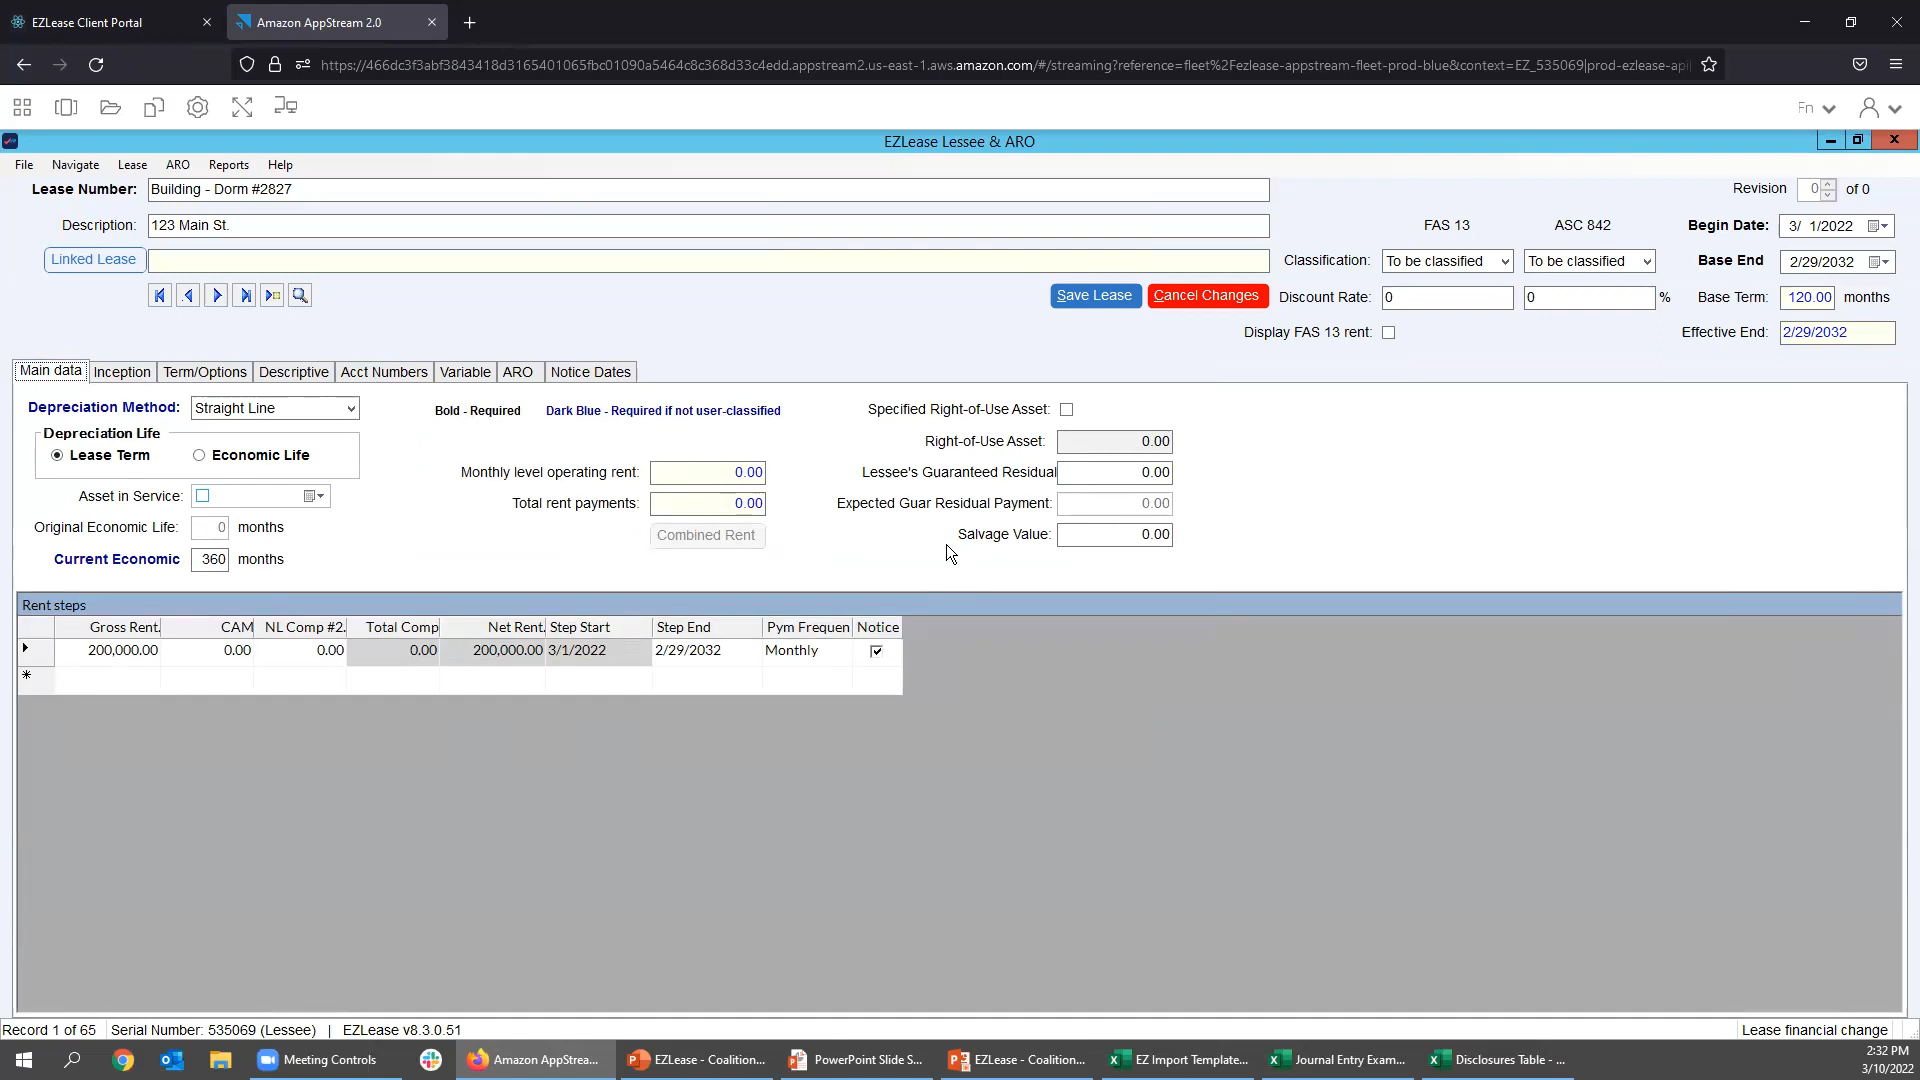 EZLease Client Portal
Amazon AppStream 2.0
https://466dc3f3abf3843418d3165401065fbc01090a5464c8c368d33c4edd.appstream2.us-east-1.aws.amazon.com/#/streaming?reference=fleet%2Fezlease-appstream-fleet-prod-blue&context=EZ_535069|prod-ezlease-api
Fn
EZLease Lessee & ARO
File Navigate Lease ARO Reports Help
Lease Number: Building - Dorm #2827 Revision 0 of 0
Description: 123 Main St. FAS 13 ASC 842 Begin Date: 3/ 1/2022
Linked Lease Classification: To be classified To be classified Base End 2/29/2032
Save Lease Cancel Changes Discount Rate: 0 0 % Base Term: 120.00 months
Display FAS 13 rent: Effective End: 2/29/2032
Main data Inception Term/Options Descriptive Acct Numbers Variable ARO Notice Dates
Depreciation Method: Straight Line Bold - Required Dark Blue - Required if not user-classified Specified Right-of-Use Asset:
Depreciation Life Right-of-Use Asset: 0.00
Lease Term Economic Life Monthly level operating rent: 0.00 Lessee's Guaranteed Residual 0.00
Asset in Service: Total rent payments: 0.00 Expected Guar Residual Payment: 0.00
Original Economic Life: 0 months Combined Rent Salvage Value: 0.00
Current Economic 360 months
Rent steps
Gross Rent. CAM NL Comp #2. Total Comp Net Rent. Step Start Step End Pym Frequen Notice
200,000.00 0.00 0.00 0.00 200,000.00 3/1/2022 2/29/2032 Monthly
Record 1 of 65 Serial Number: 535069 (Lessee) | EZLease v8.3.0.51 Lease financial change
Meeting Controls Amazon AppStrea... EZLease - Coalition... PowerPoint Slide S... EZLease - Coalition... EZ Import Template... Journal Entry Exam... Disclosures Table - ... 2:32 PM
3/10/2022